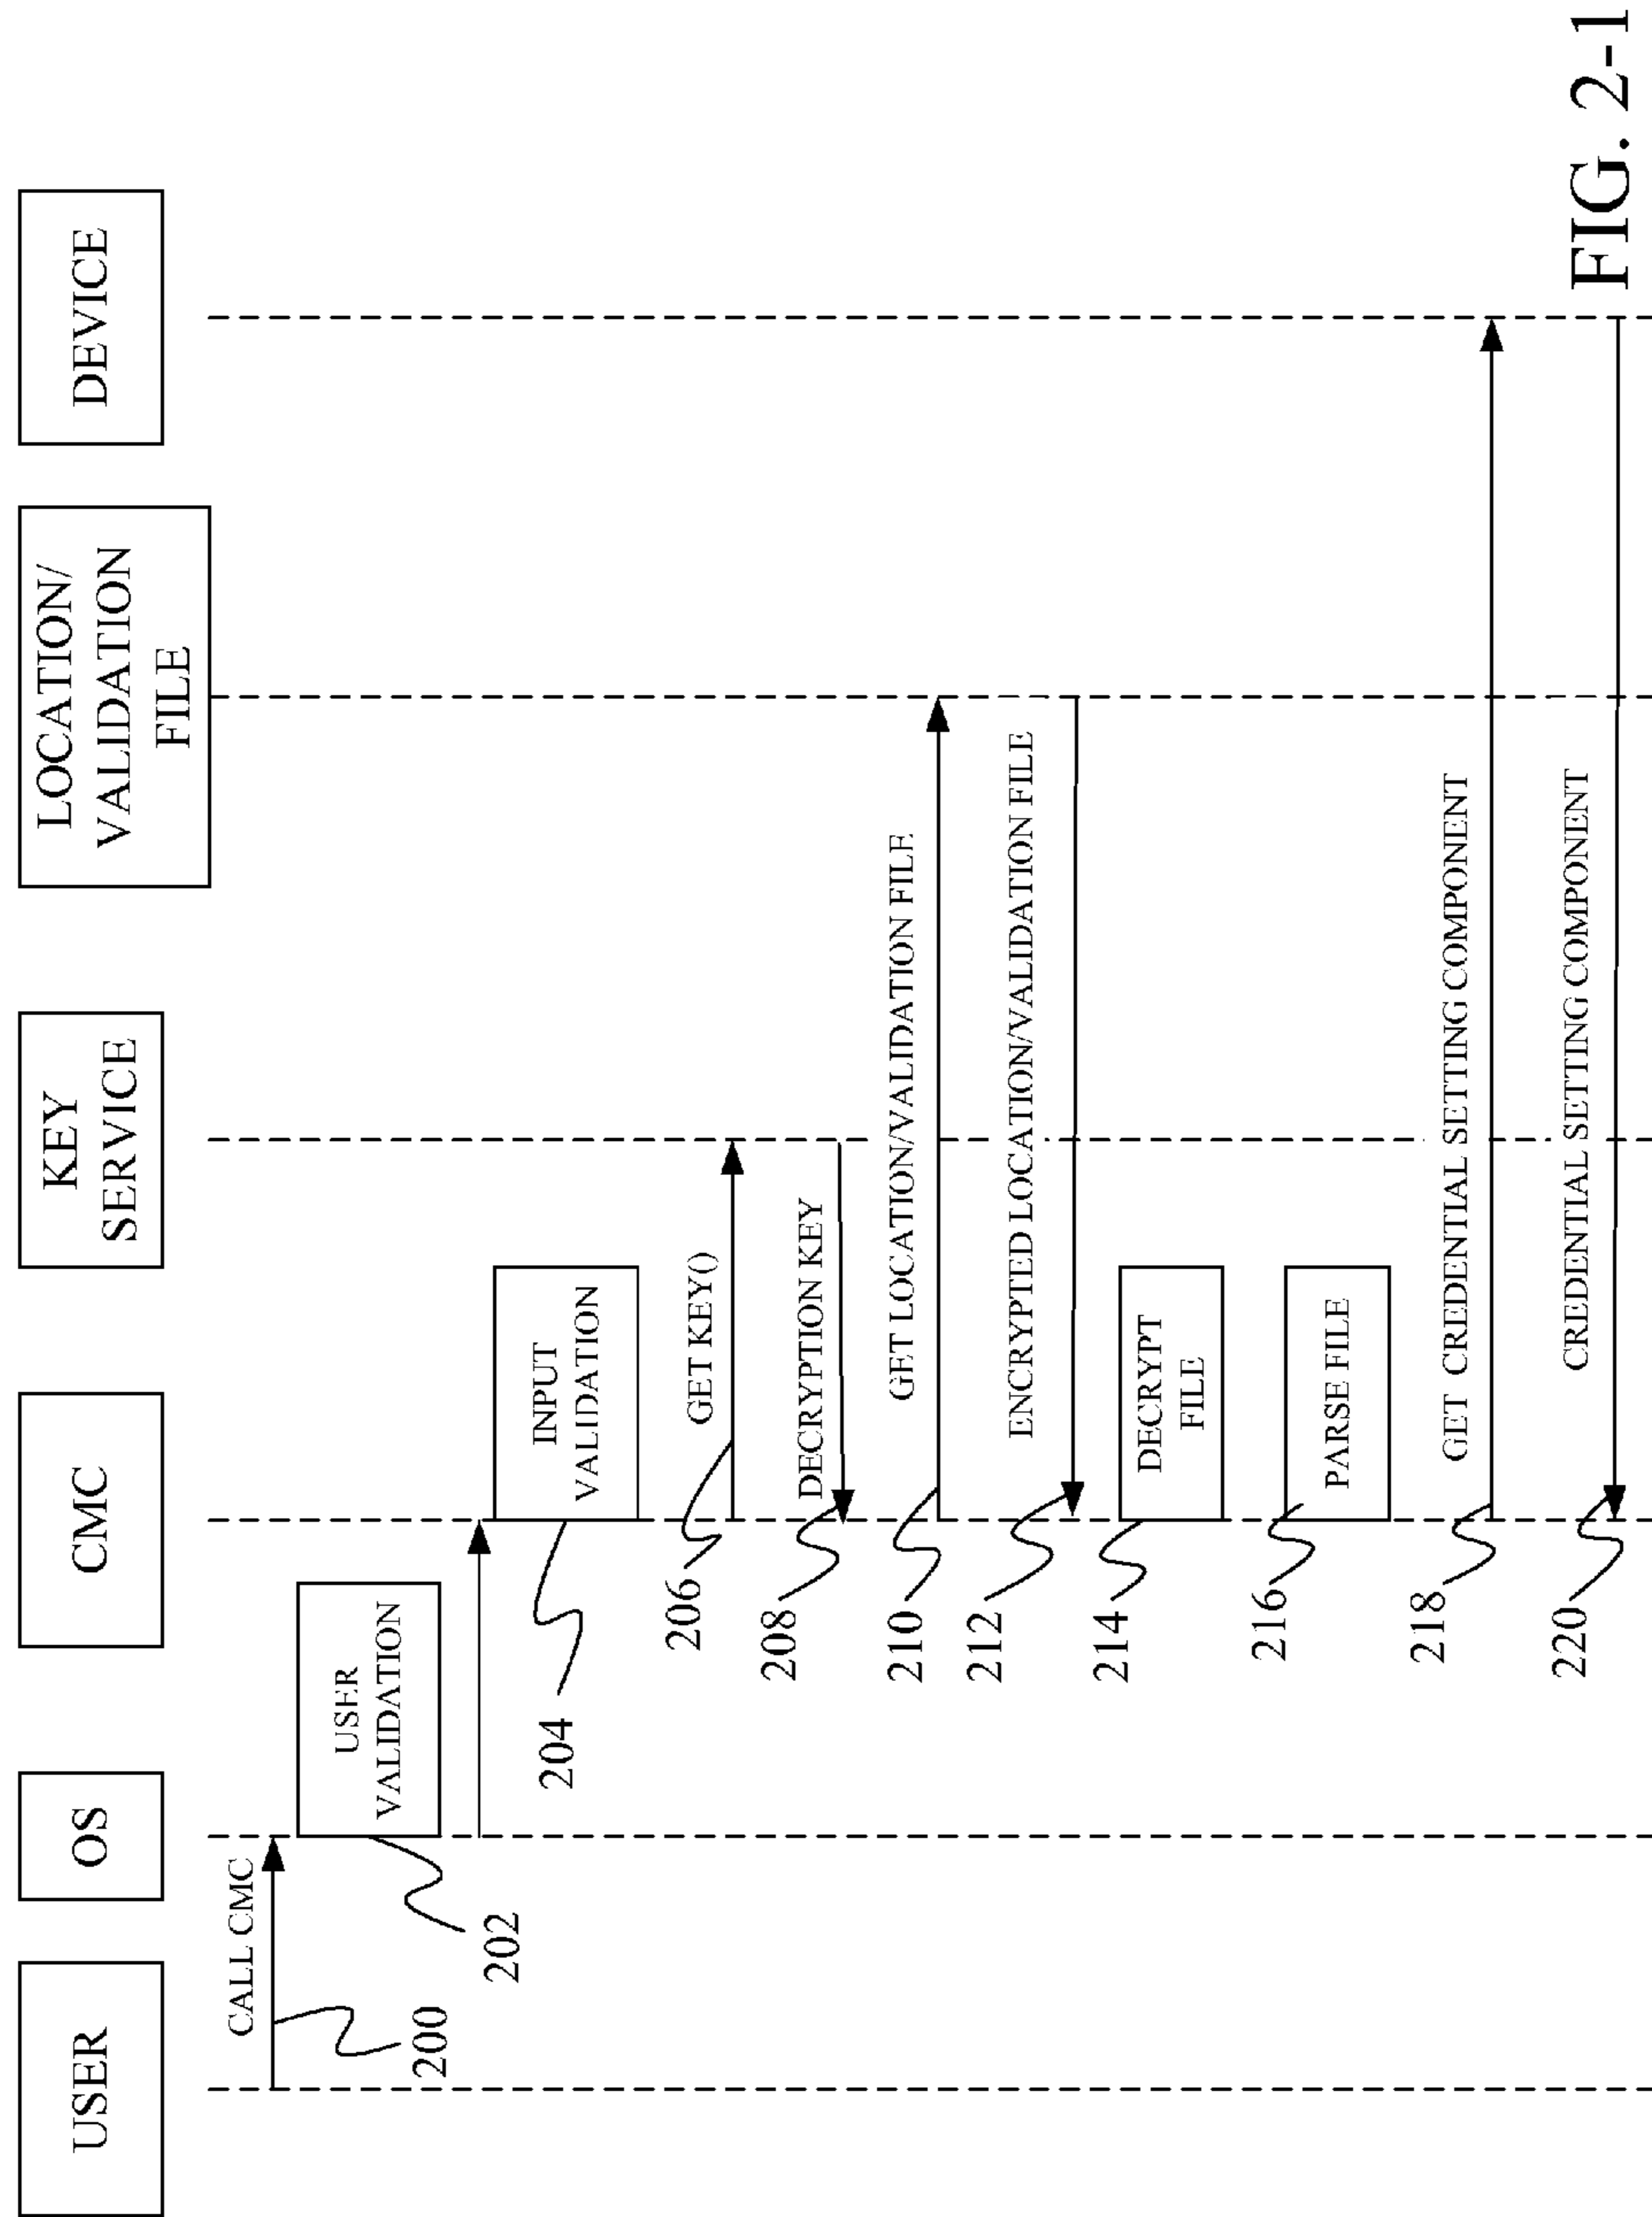 USER
OS
CMC
KEY
SERVICE
LOCATION/
VALIDATION
FILE
DEVICE
CALL CMC
200
USER
VALIDATION
202
INPUT
VALIDATION
204
GET KEY()
206
DECRYPTION KEY
208
GET LOCATION/VALIDATION FILE
210
ENCRYPTED LOCATION/VALIDATION FILE
212
DECRYPT
FILE
214
PARSE FILE
216
GET CREDENTIAL SETTING COMPONENT
218
CREDENTIAL SETTING COMPONENT
220
FIG. 2-1